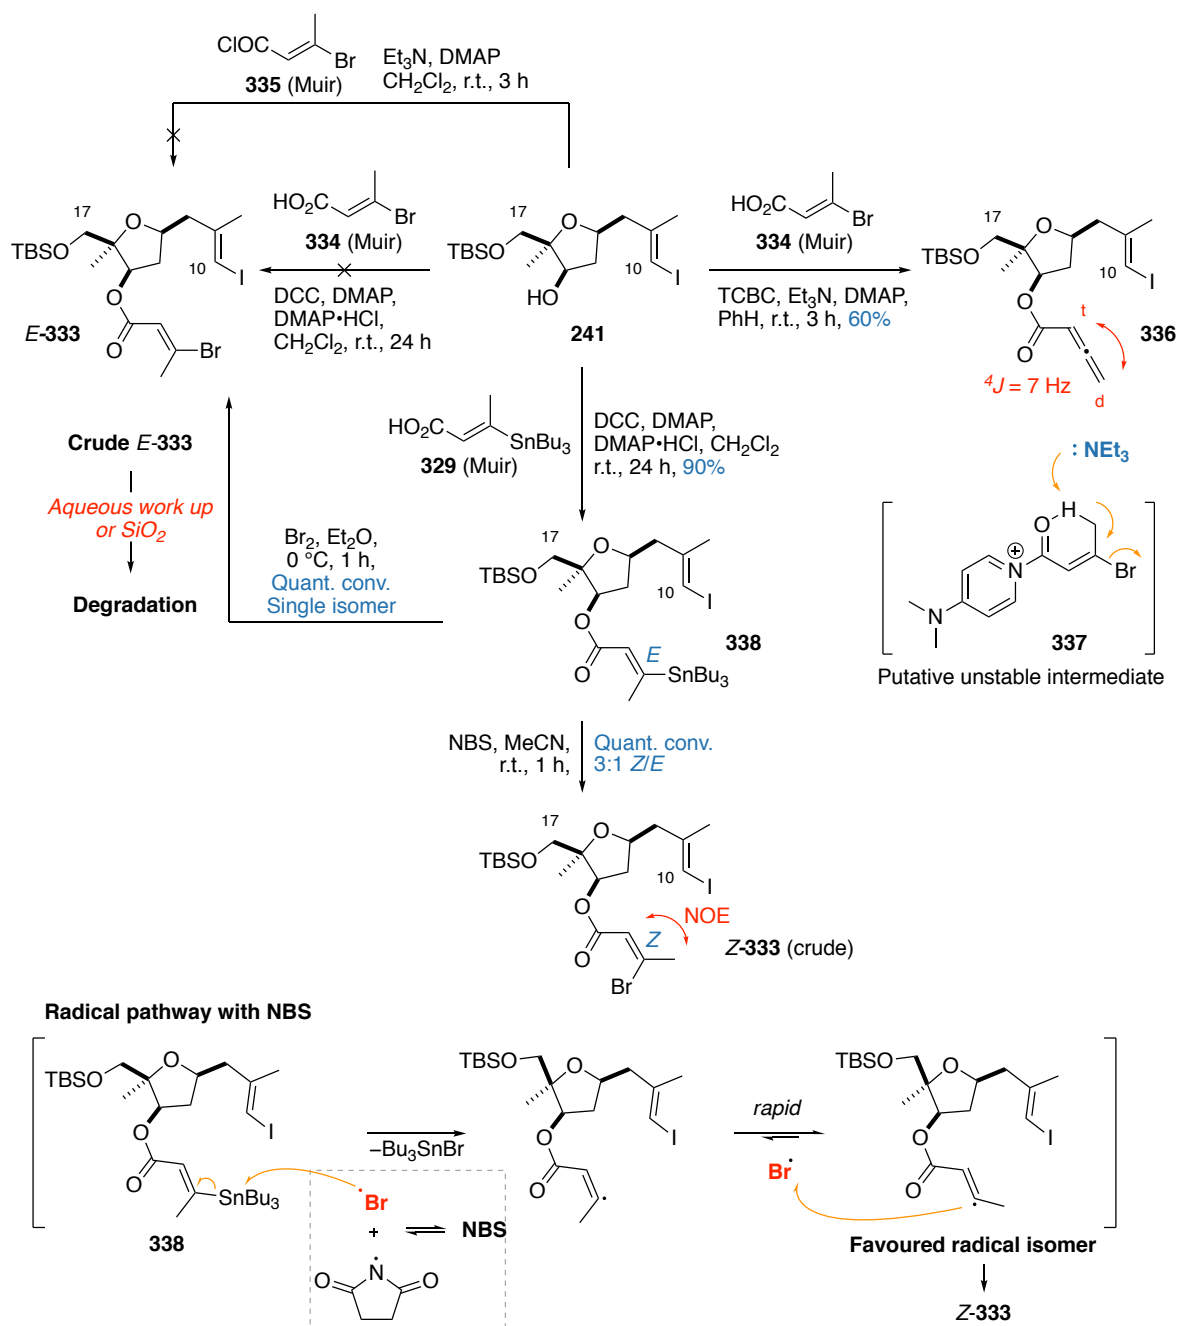 ClOC
Br
335 (Muir)
Et₃N, DMAP
CH₂Cl₂, r.t., 3 h
17
O
TBSO
10
I
O
O
Br
E-333
HO₂C
Br
334 (Muir)
DCC, DMAP,
DMAP•HCl,
CH₂Cl₂, r.t., 24 h
17
O
TBSO
10
I
HO
241
HO₂C
Br
334 (Muir)
TCBC, Et₃N, DMAP,
PhH, r.t., 3 h, 60%
17
O
TBSO
10
I
O
O
t
d
⁴J = 7 Hz
336
Crude E-333
Aqueous work up
or SiO₂
Degradation
HO₂C
SnBu₃
329 (Muir)
DCC, DMAP,
DMAP•HCl, CH₂Cl₂
r.t., 24 h, 90%
Br₂, Et₂O,
0 °C, 1 h,
Quant. conv.
Single isomer
17
O
TBSO
10
I
O
O
E
SnBu₃
338
: NEt₃
H
O
+
N
Br
N
337
Putative unstable intermediate
NBS, MeCN,
r.t., 1 h,
Quant. conv.
3:1 Z/E
17
O
TBSO
10
I
O
O
NOE
Z
Br
Z-333 (crude)
Radical pathway with NBS
TBSO
O
I
O
O
SnBu₃
338
–Bu₃SnBr
•Br
+
NBS
N
O
O
TBSO
O
I
O
O
rapid
Br•
TBSO
O
I
O
O
Favoured radical isomer
Z-333